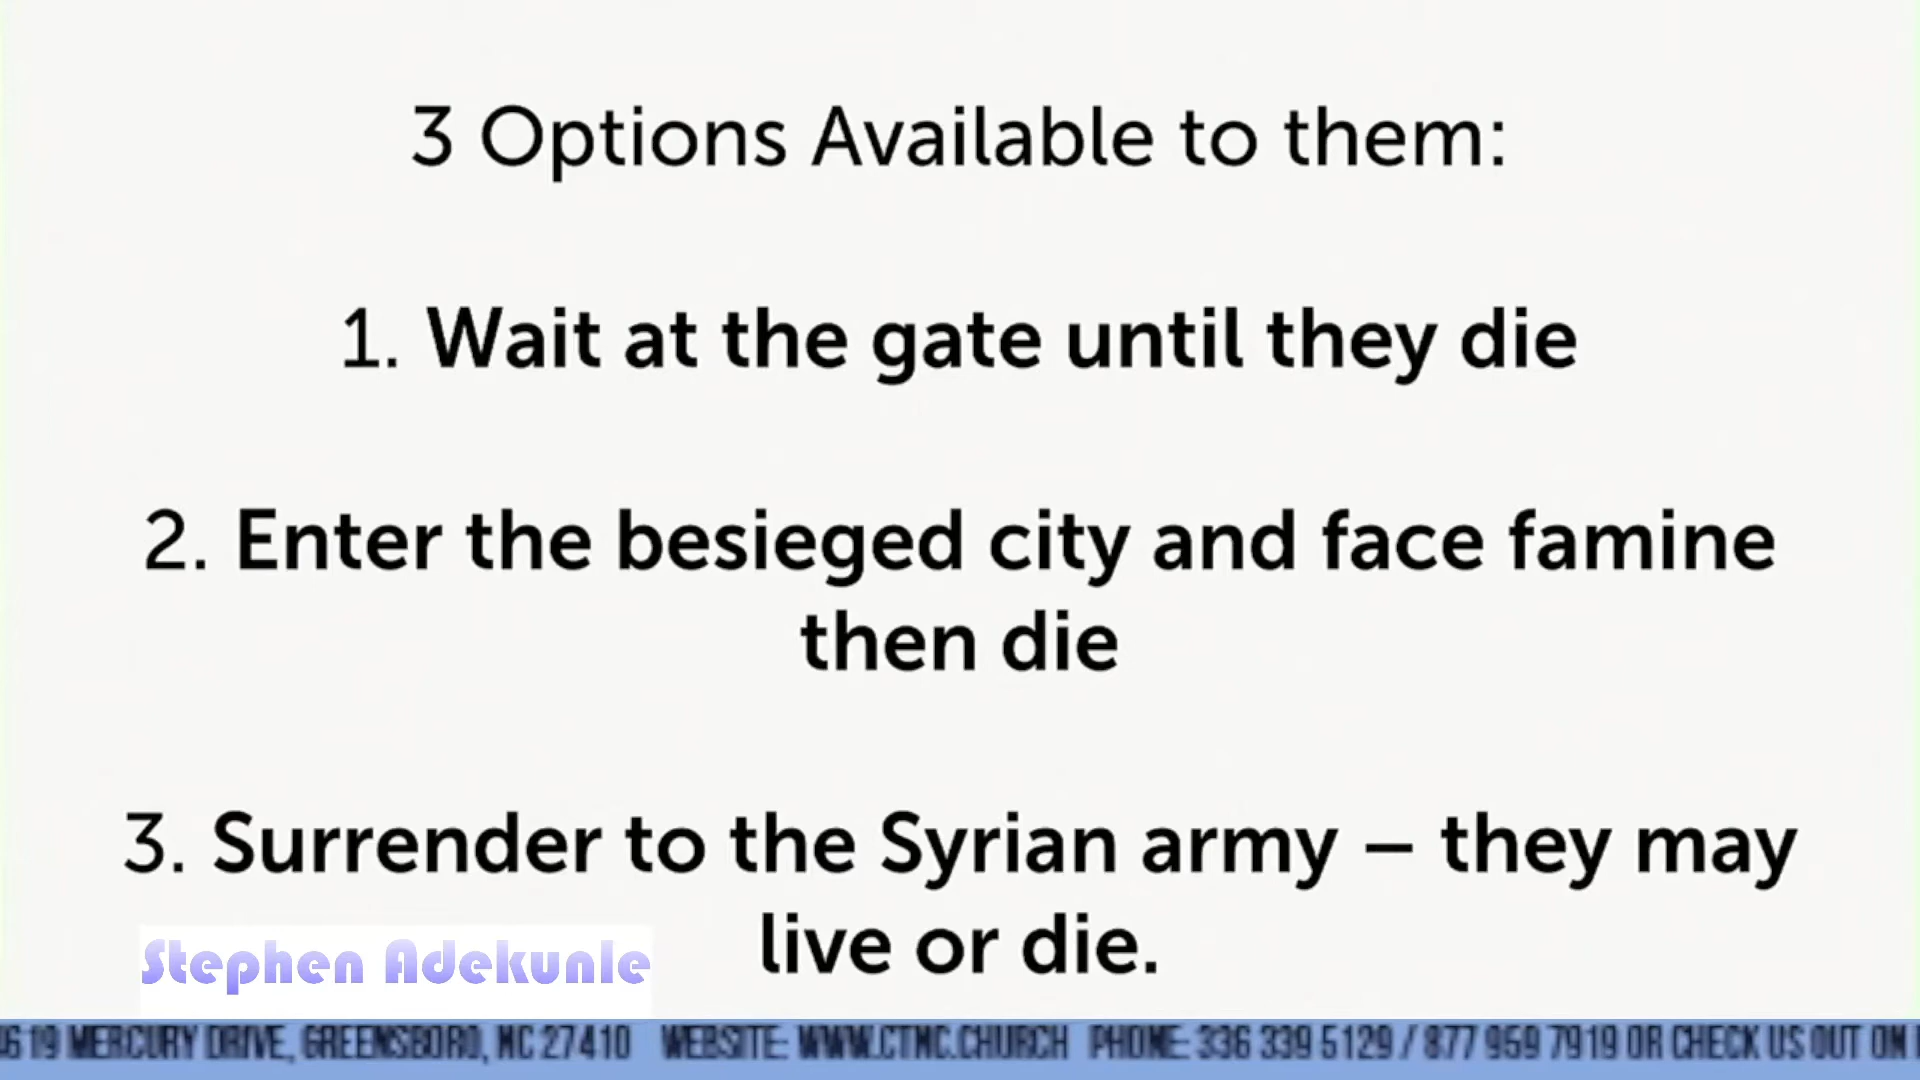 3 Options Available to them:
1. Wait at the gate until they die
2. Enter the besieged city and face famine
then die
3. Surrender to the Syrian army – they may
live or die.
Stephen Adekunle
4619 MERCURY DRIVE, GREENSBORO, NC 27410 WEBSITE: WWW.CTMC.CHURCH PHONE: 336 339 5129 / 877 959 7919 OR CHECK US OUT ON